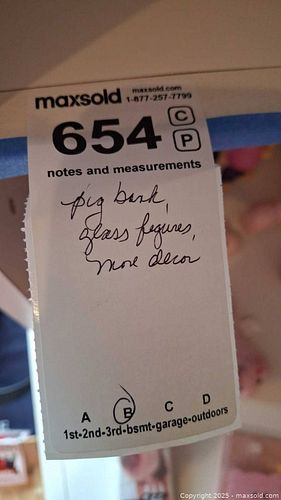 maxsold maxsold.com
1-877-257-7799
654 C
P
notes and measurements
pig bank,
glass figures,
more decor
A B C D
1st-2nd-3rd-bsmt-garage-outdoors
Copyright 2025 - maxsold.com